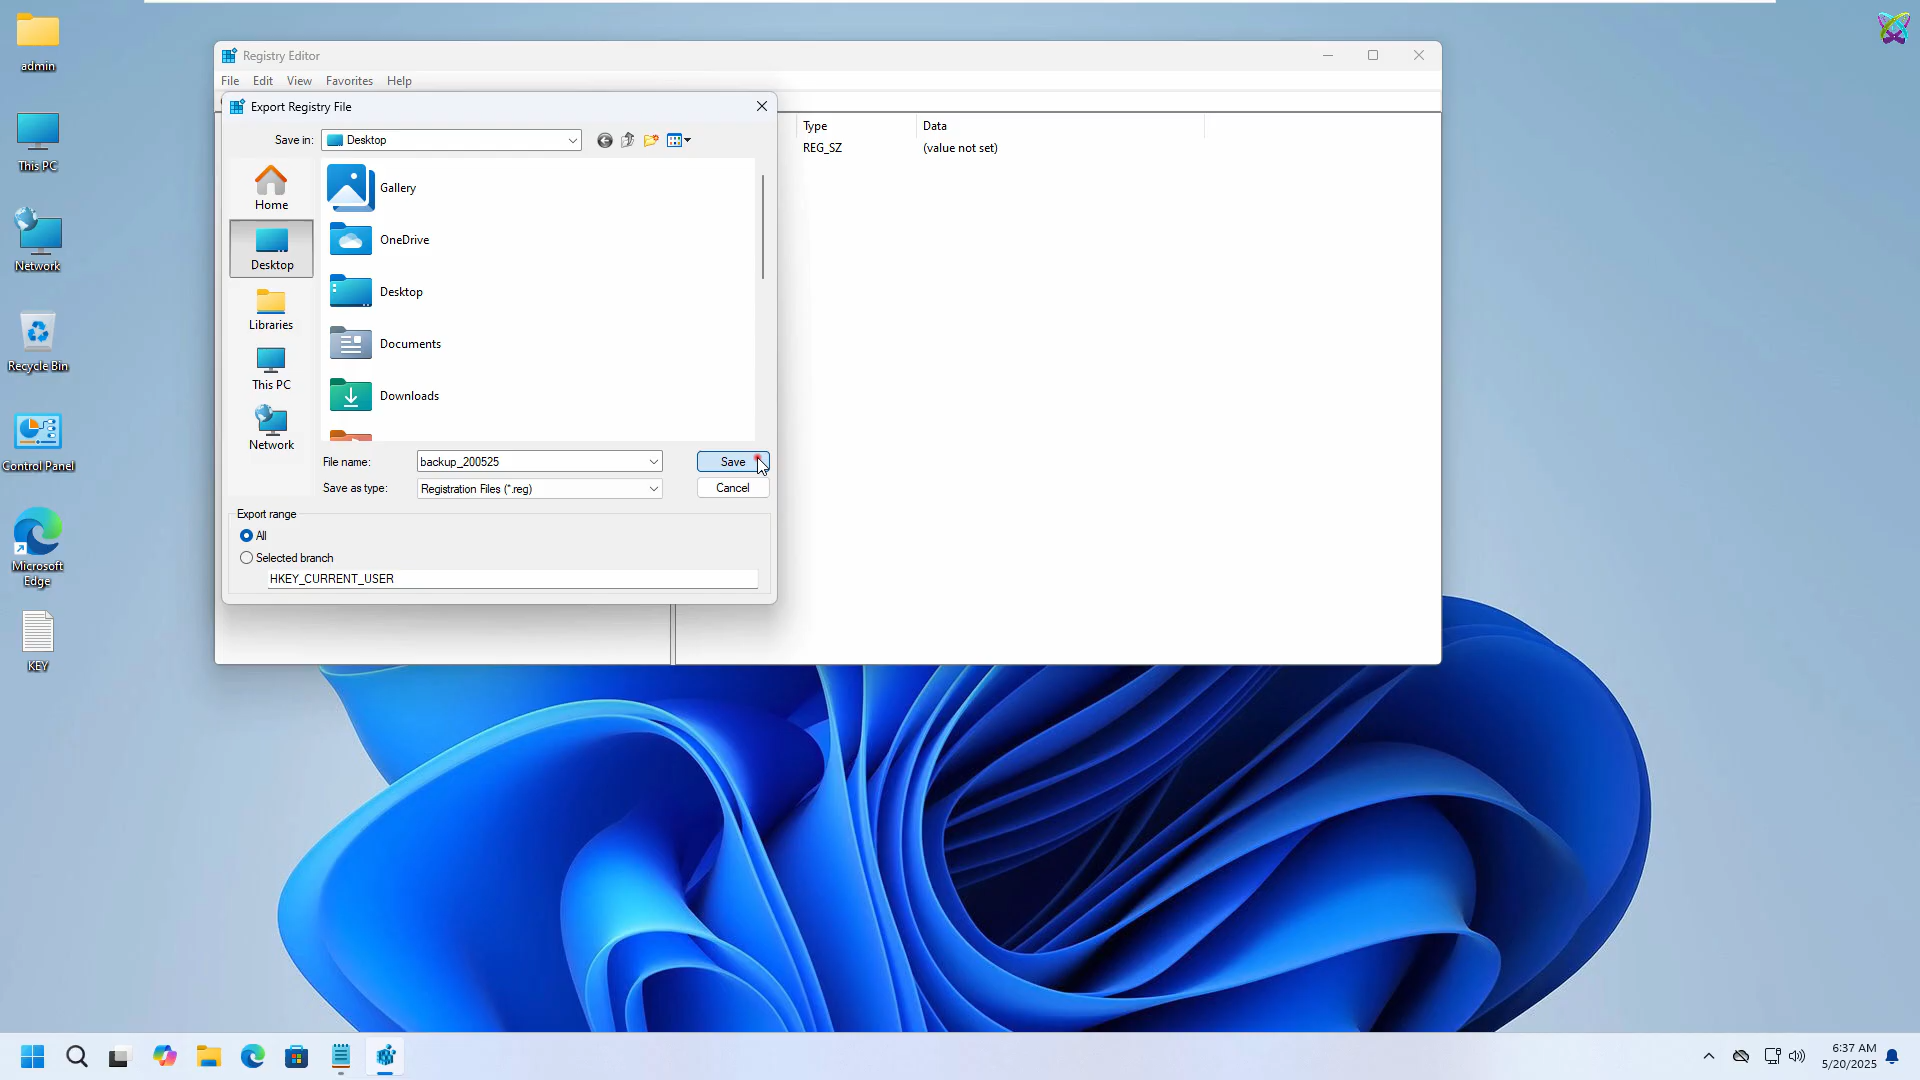 admin
This PC
Network
Recycle Bin
Control Panel
Microsoft
Edge
KEY
Registry Editor
File Edit View Favorites Help
Export Registry File
Save in: Desktop
Type Data
REG_SZ (value not set)
Home
Desktop
Libraries
This PC
Network
Gallery
OneDrive
Desktop
Documents
Downloads
File name: backup_200525 Save
Save as type: Registration Files (*.reg) Cancel
Export range
All
Selected branch
HKEY_CURRENT_USER
6:37 AM
5/20/2025